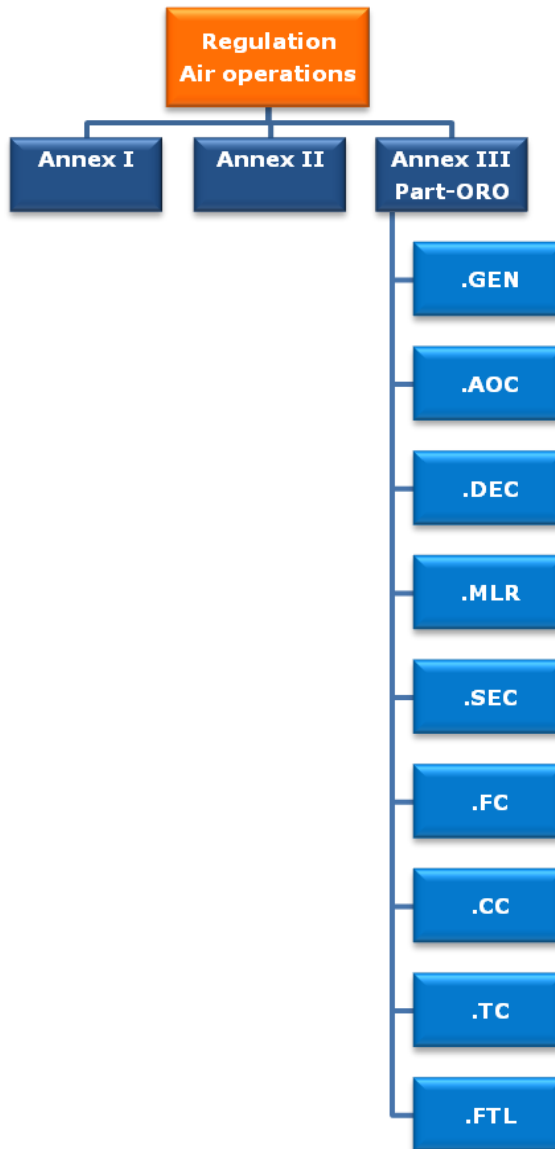 Regulation
Air operations
Annex I
Annex II
Annex III
Part-ORO
.GEN
.AOC
.DEC
.MLR
.SEC
.FC
.CC
.TC
.FTL